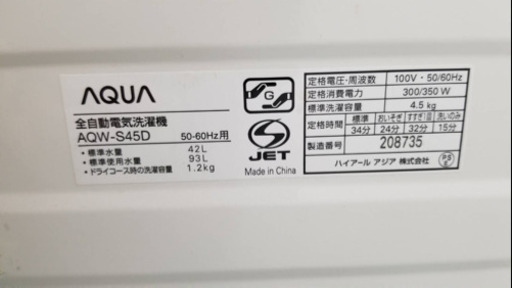 AQUA
全自動電気洗濯機
AQW-S45D 50-60Hz用
・標準水量 42L
・標準使用水量 93L
・ドライコース時の洗濯容量 1.2kg
G
S
JET
Made in China
定格電圧・周波数 100V・50/60Hz
定格消費電力 300/350 W
標準洗濯容量 4.5 kg
定格時間 標準 おいそぎ すすぎ1回 洗いのみ
34分 24分 32分 15分
製造番号 208735
ハイアール アジア 株式会社
PS
E